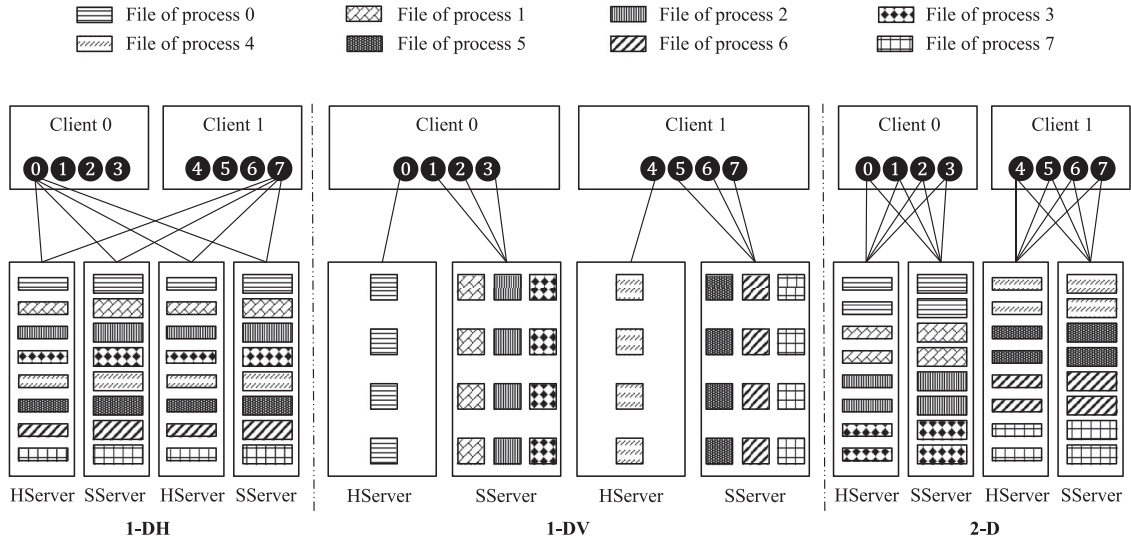 File of process 0 File of process 1 File of process 2 File of process 3
File of process 4 File of process 5 File of process 6 File of process 7
Client 0 Client 1 Client 0 Client 1 Client 0 Client 1
0 1 2 3 4 5 6 7 0 1 2 3 4 5 6 7 0 1 2 3 4 5 6 7
HServer SServer HServer SServer HServer SServer HServer SServer HServer SServer HServer SServer
1-DH 1-DV 2-D